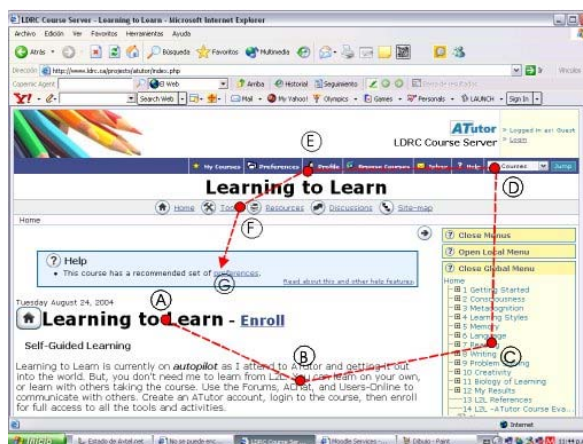 LDRC Course Server - Learning to Learn - Microsoft Internet Explorer
Archivo Edición Ver Favoritos Herramientas Ayuda
Atrás Búsqueda Favoritos Multimedia
Dirección http://www.ldrc.ca/projects/atutor/index.php Ir Vínculos
Copernic Agent El Web Arriba Historial Seguimiento
Y! Search Web Mail My Yahoo! Olympics Games Personals LAUNCH Sign In
ATutor
LDRC Course Server
Logged in as: Guest
Login
E
My Courses Preferences Profile Browse Courses Inbox Help Courses Jump
D
Learning to Learn
Home Tools Resources Discussions Site-map
F
Home
Close Menus
? Help
Open Local Menu
• This course has a recommended set of preferences.
G
Read about this and other help features
Close Global Menu
Home
1 Getting Started
2 Consciousness
3 Metacognition
4 Learning Styles
5 Memory
6 Language
7 Reading
8 Writing
9 Problem Solving
10 Creativity
11 Biology of Learning
12 My Results
13 L2L References
14 L2L -ATutor Course Eva...
C
Tuesday August 24, 2004
A
Learning to Learn - Enroll
Self-Guided Learning
B
Learning to Learn is currently on autopilot as I attend to ATutor and getting it out
into the world. But, you don't need me to learn from L2L. You can learn on your own,
or learn with others taking the course. Use the Forums, AChat, and Users-Online to
communicate with others. Create an ATutor account, login to the course, then enroll
for full access to all the tools and activities.
Internet
Inicio Estado de Avtel.net No se puede enc... LDRC Course Ser... Moodle Services -... Dibujo - Paint